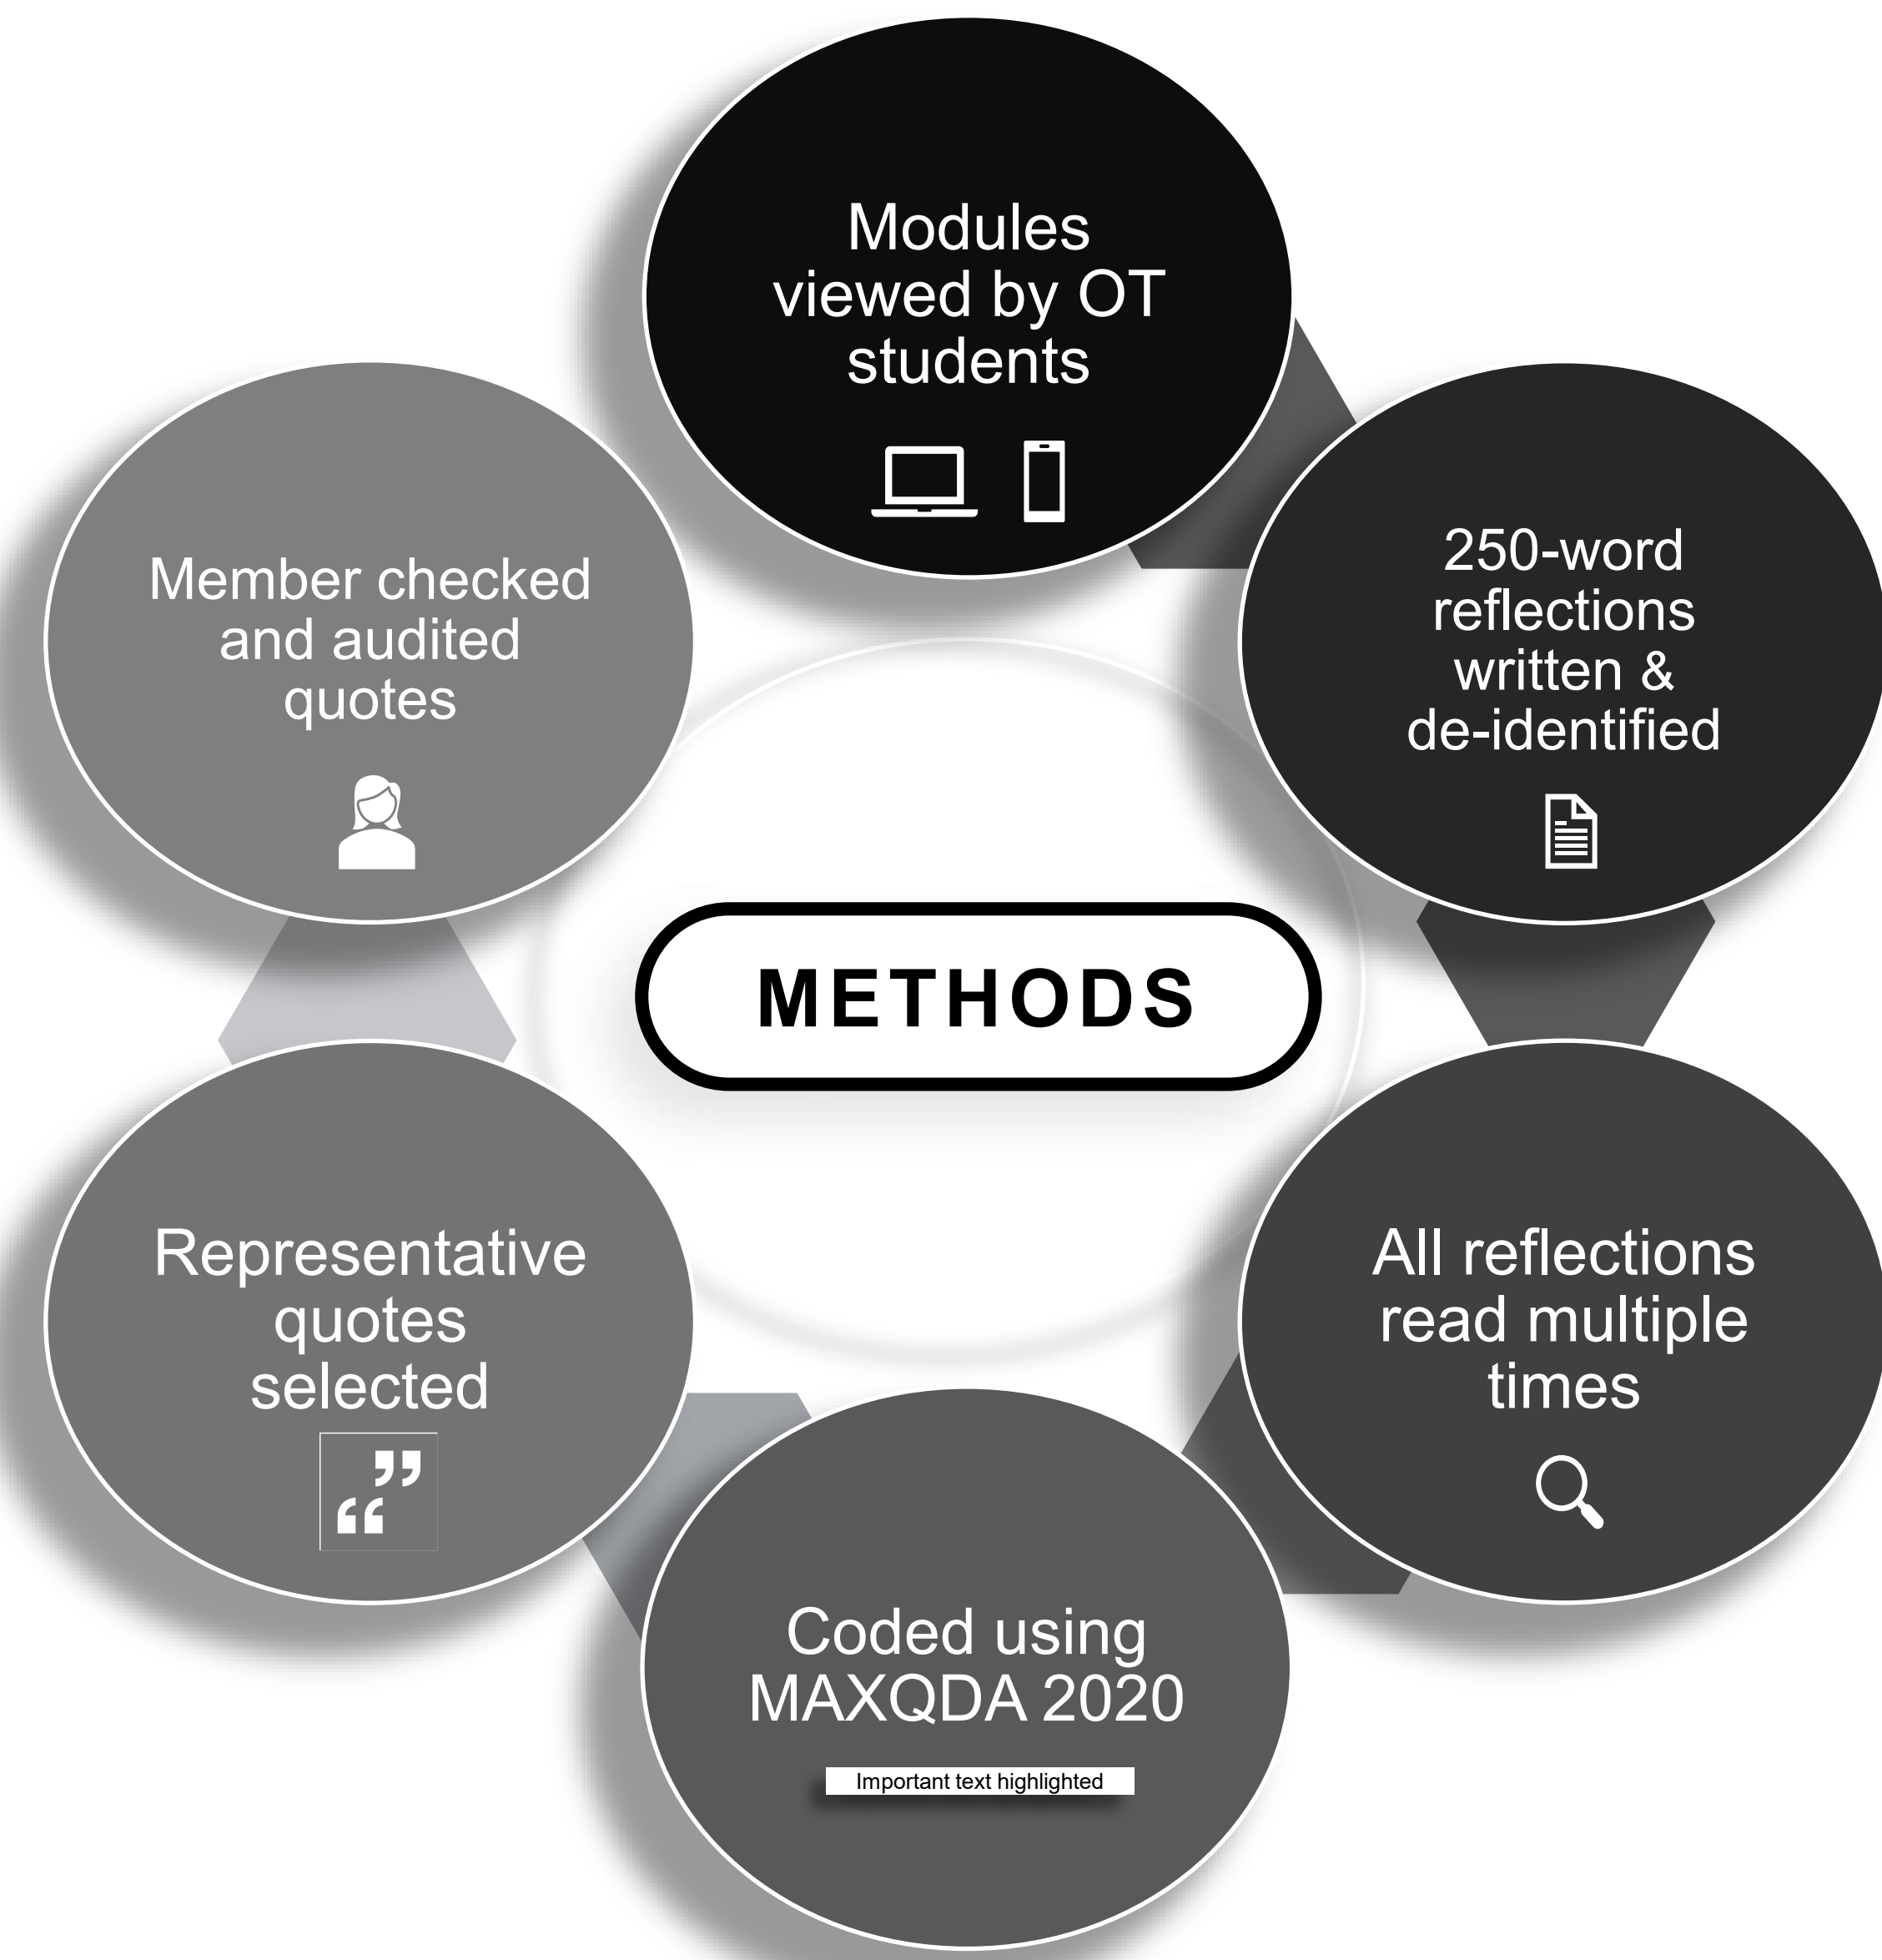 Modules
viewed by OT
students
250-word
reflections
written &
de-identified
All reflections
read multiple
times
Coded using
MAXQDA 2020
Important text highlighted
Representative
quotes
selected
Member checked
and audited
quotes
METHODS